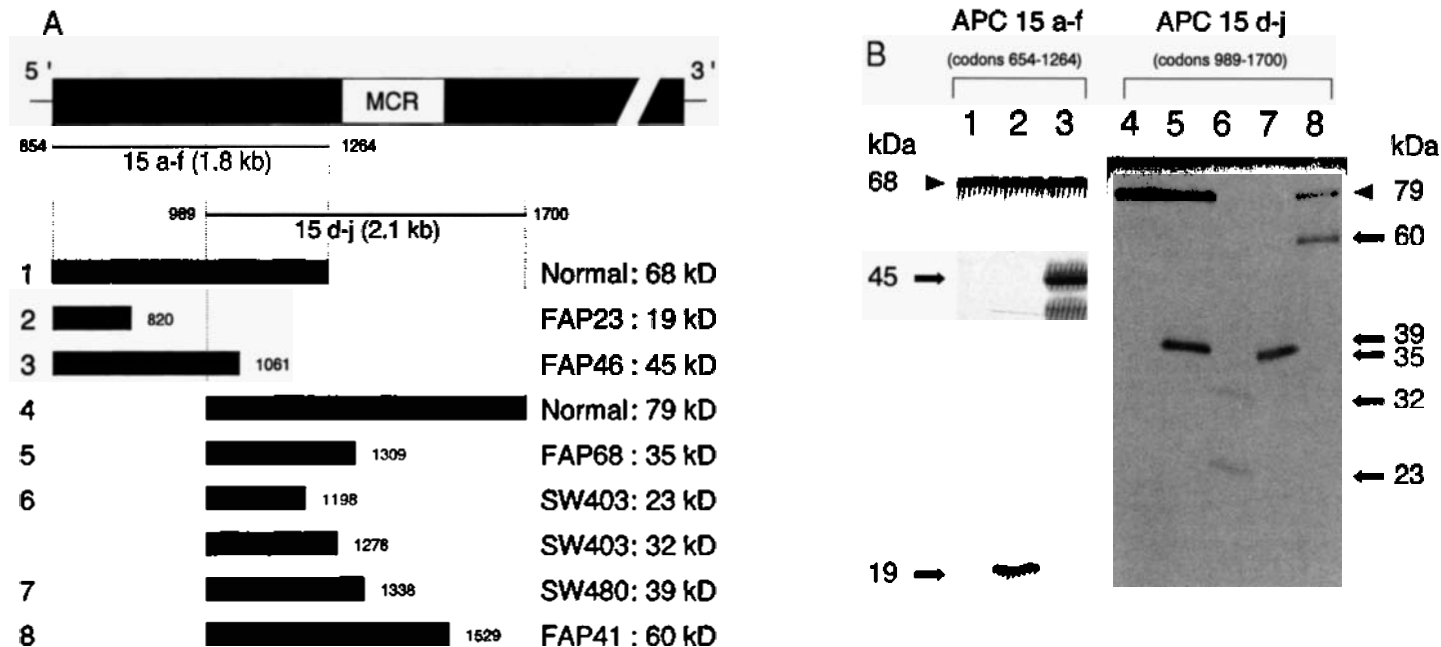 A
5 '
3 '
MCR
854
1264
15 a-f (1.8 kb)
989
1700
15 d-j (2.1 kb)
1
Normal: 68 kD
2
820
FAP23 : 19 kD
3
1061
FAP46 : 45 kD
4
Normal: 79 kD
5
1309
FAP68 : 35 kD
6
1198
SW403: 23 kD
1278
SW403: 32 kD
7
1338
SW480: 39 kD
8
1529
FAP41 : 60 kD
B
APC 15 a-f
(codons 654-1264)
APC 15 d-j
(codons 989-1700)
1 2 3 4 5 6 7 8
kDa
68
45
19
kDa
79
60
39
35
32
23